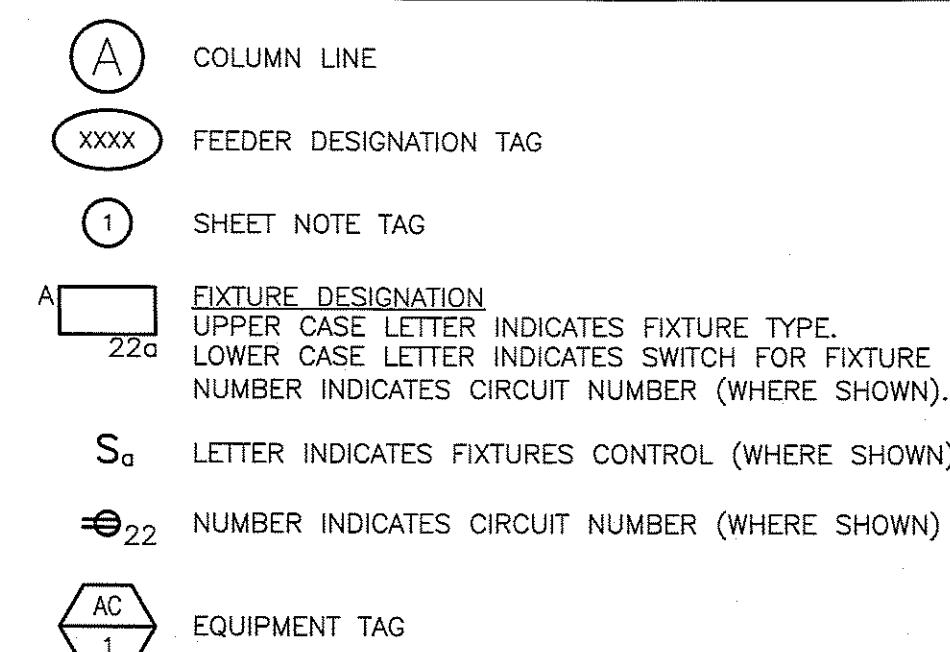 A COLUMN LINE
XXXX FEEDER DESIGNATION TAG
1 SHEET NOTE TAG
A FIXTURE DESIGNATION
UPPER CASE LETTER INDICATES FIXTURE TYPE.
22a LOWER CASE LETTER INDICATES SWITCH FOR FIXTURE
NUMBER INDICATES CIRCUIT NUMBER (WHERE SHOWN).
Sa LETTER INDICATES FIXTURES CONTROL (WHERE SHOWN)
22 NUMBER INDICATES CIRCUIT NUMBER (WHERE SHOWN)
AC
EQUIPMENT TAG
1